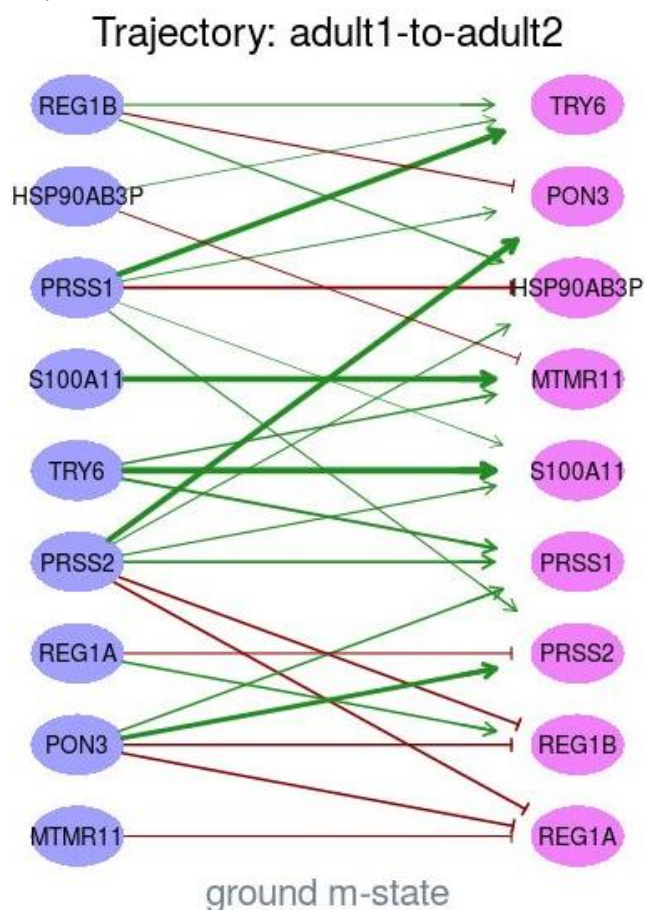 Trajectory: adult1-to-adult2
REG1B TRY6
HSP90AB3P PON3
PRSS1 HSP90AB3P
S100A11 MTMR11
TRY6 S100A11
PRSS2 PRSS1
REG1A PRSS2
PON3 REG1B
MTMR11 REG1A
ground m-state